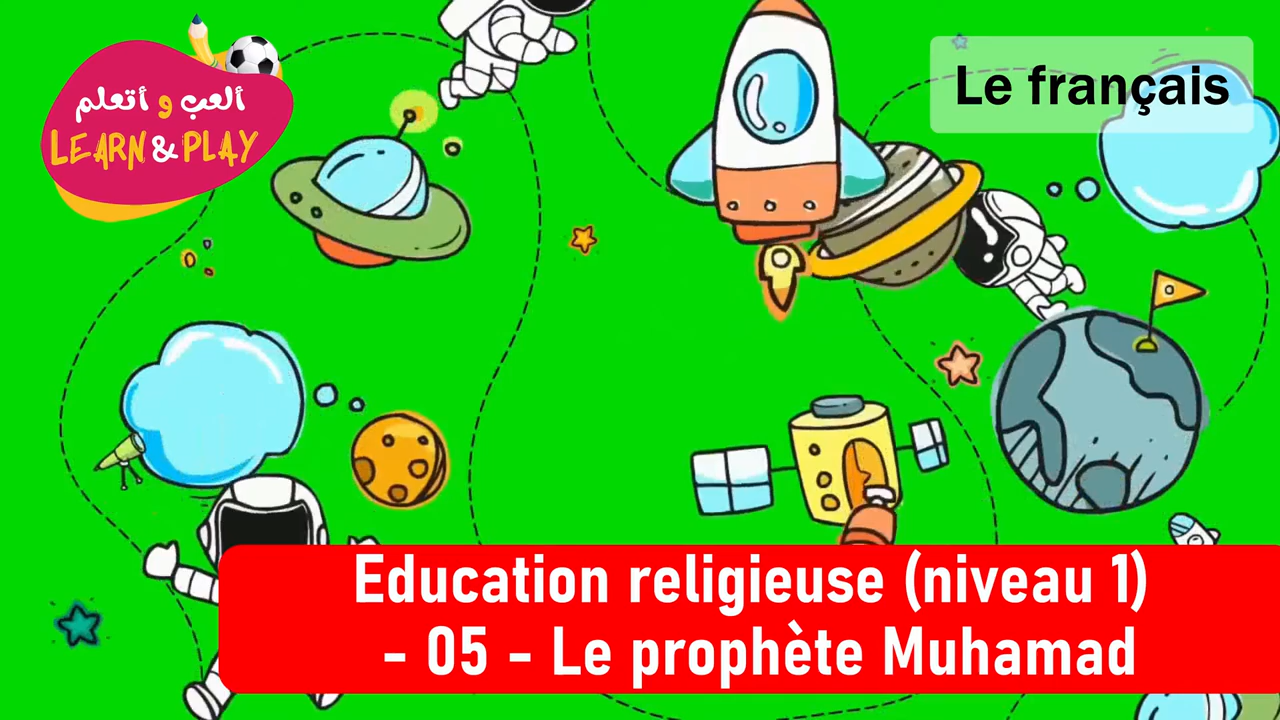 ألعب و أتعلم
LEARN & PLAY
Le français
Education religieuse (niveau 1)
- 05 - Le prophète Muhamad